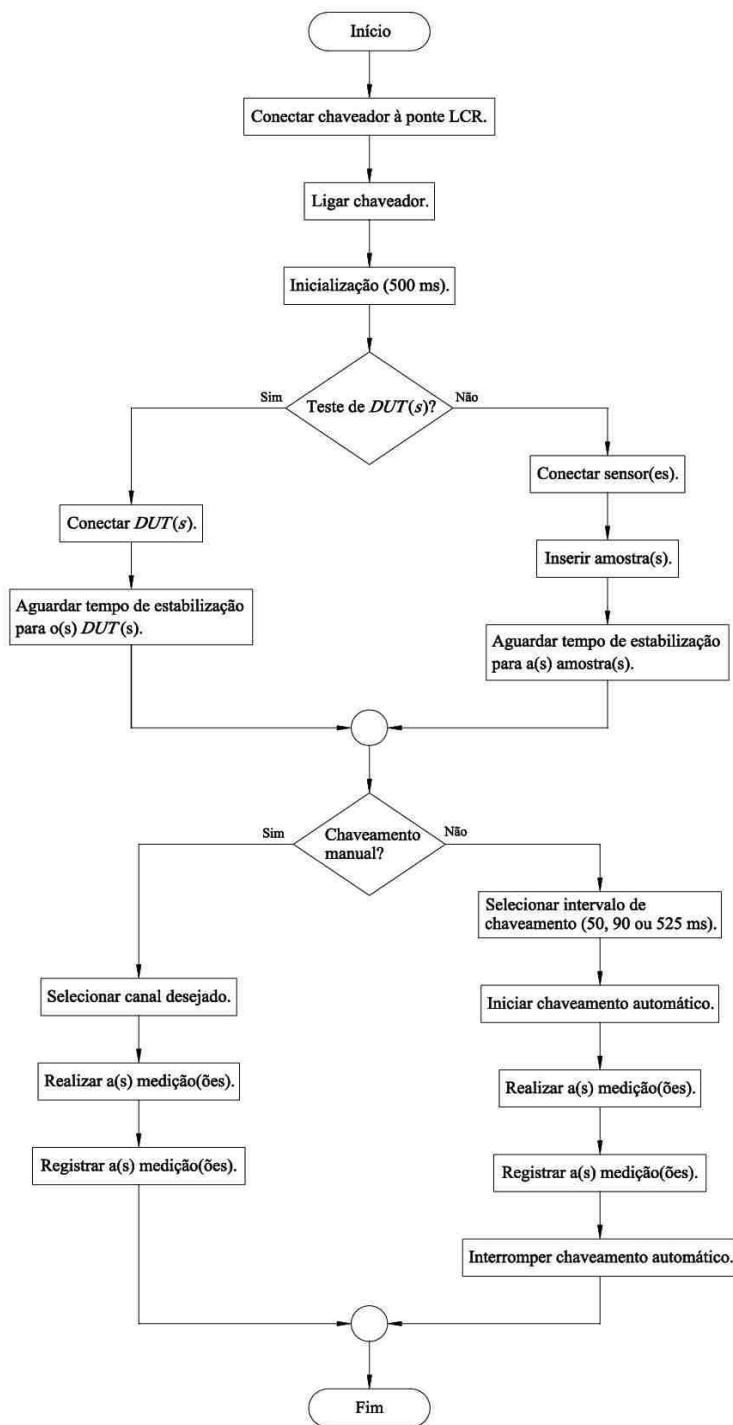 Início
Conectar chaveador à ponte LCR.
Ligar chaveador.
Inicialização (500 ms).
Teste de DUT(s)?
Sim
Não
Conectar DUT(s).
Aguardar tempo de estabilização
para o(s) DUT(s).
Conectar sensor(es).
Inserir amostra(s).
Aguardar tempo de estabilização
para a(s) amostra(s).
Chaveamento
manual?
Sim
Não
Selecionar canal desejado.
Realizar a(s) medição(ões).
Registrar a(s) medição(ões).
Selecionar intervalo de
chaveamento (50, 90 ou 525 ms).
Iniciar chaveamento automático.
Realizar a(s) medição(ões).
Registrar a(s) medição(ões).
Interromper chaveamento automático.
Fim